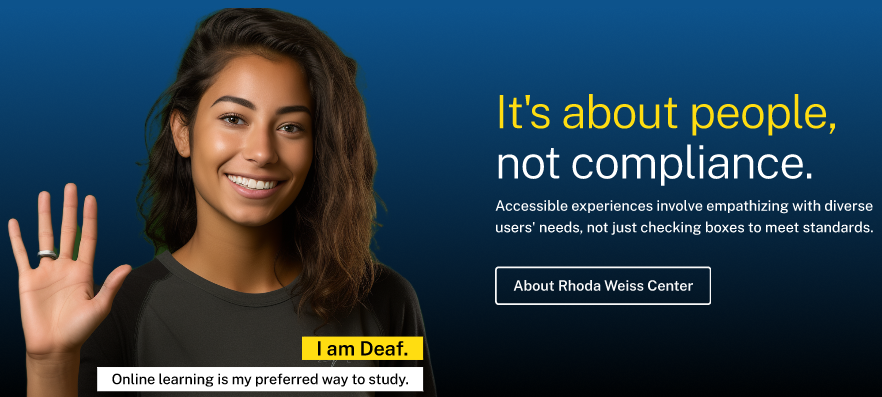 It's about people,
not compliance.
Accessible experiences involve empathizing with diverse
users' needs, not just checking boxes to meet standards.
About Rhoda Weiss Center
I am Deaf.
Online learning is my preferred way to study.